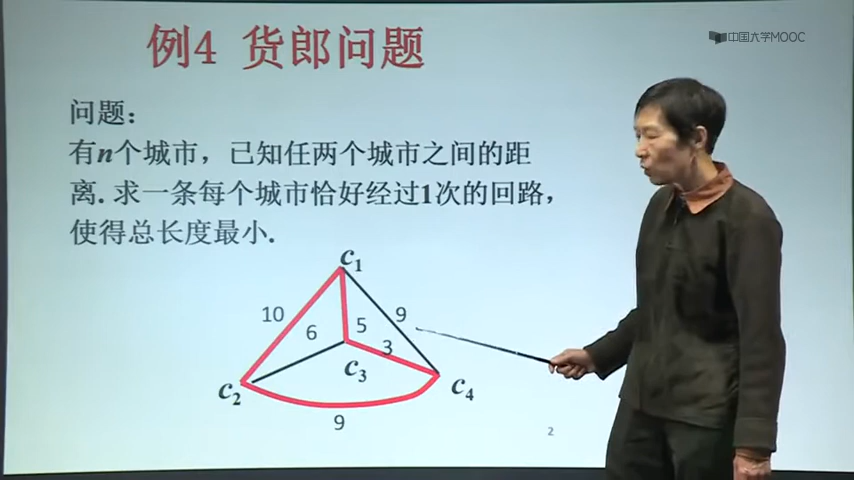 例4 货郎问题
中国大学MOOC
问题:
有n个城市，已知任两个城市之间的距
离. 求一条每个城市恰好经过1次的回路，
使得总长度最小.
c1
10
9
6
5
3
c3
c2
c4
9
2